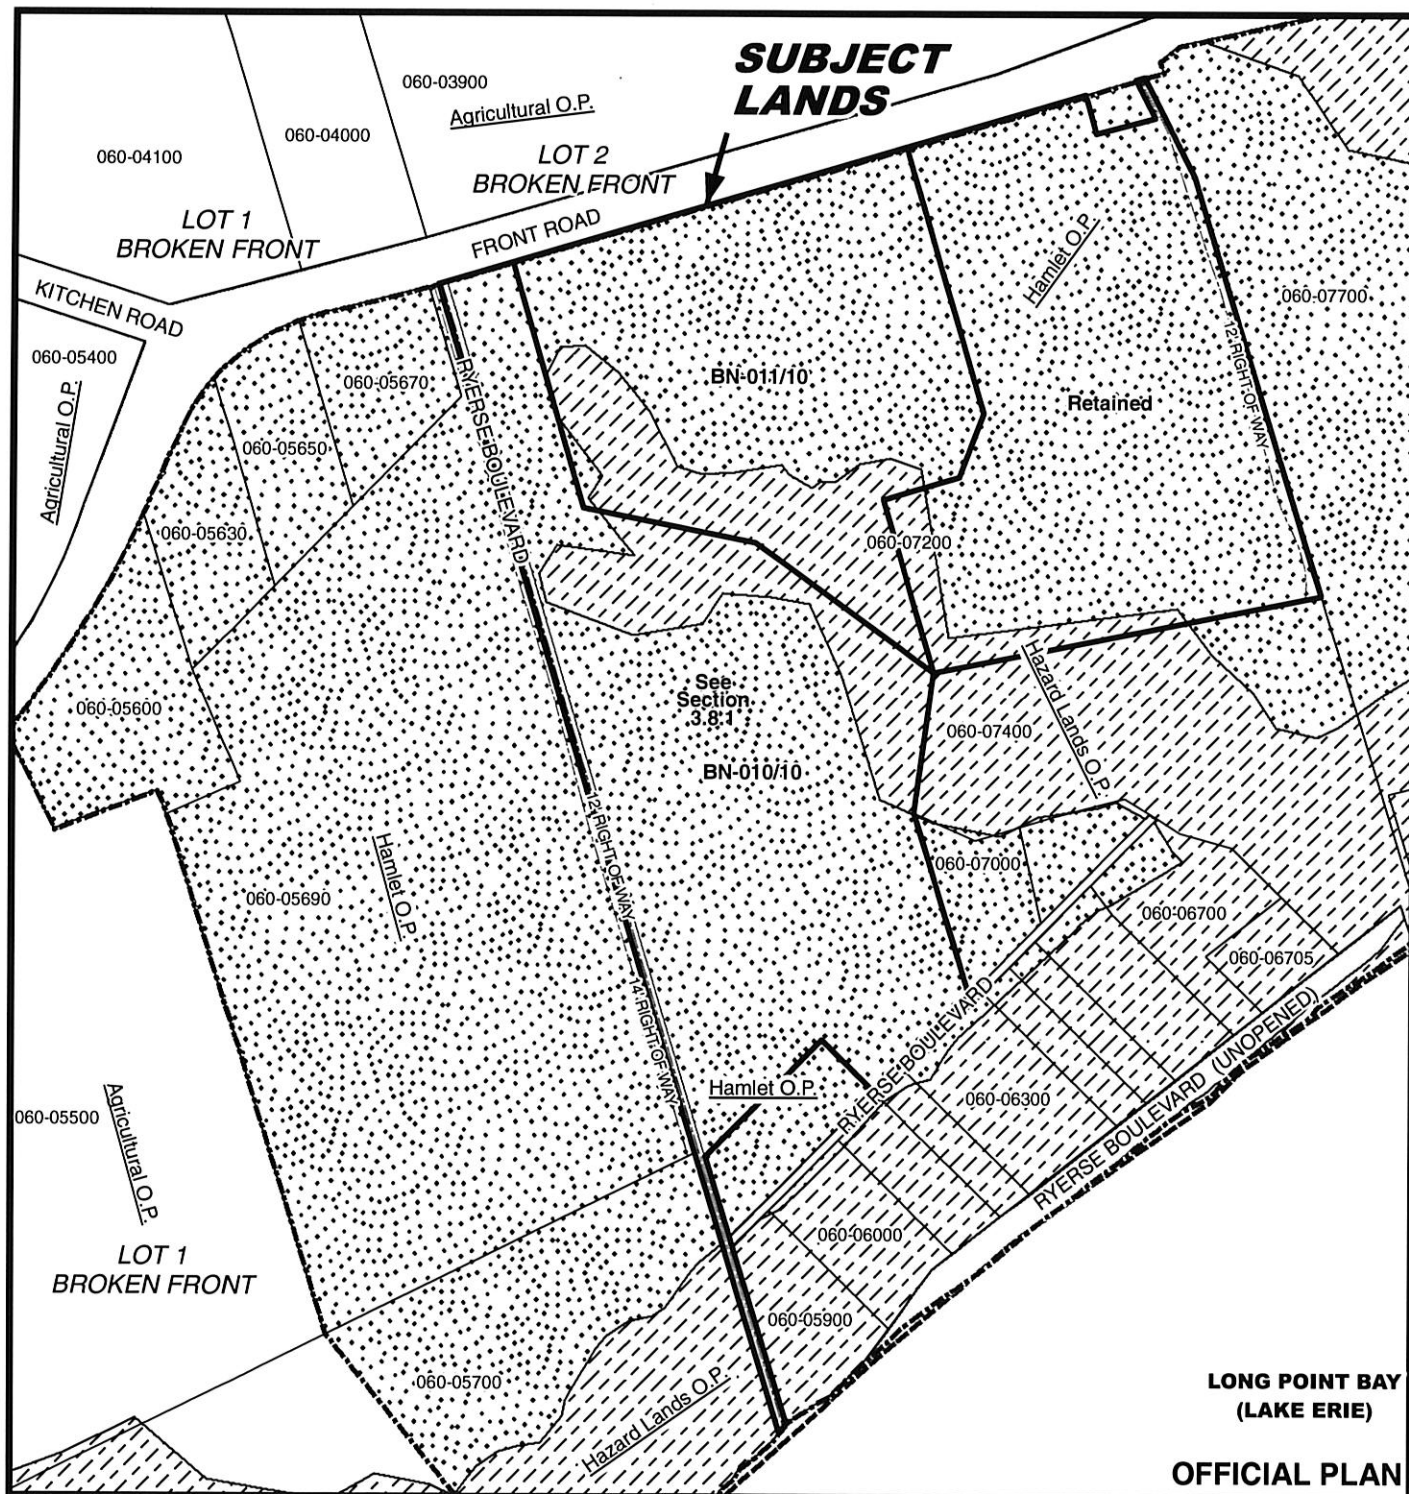 SUBJECT
LANDS
060-03900
Agricultural O.P.
060-04000
060-04100
LOT 2
BROKEN FRONT
LOT 1
BROKEN FRONT
FRONT ROAD
KITCHEN ROAD
060-05400
Agricultural O.P.
060-05670
060-05650
060-05630
060-05600
RYERSE BOULEVARD
BN-011/10
Hamlet O.P.
Retained
12' RIGHT-OF-WAY
060-07700
060-07200
See
Section
3.8.1
BN-010/10
060-07400
Hazard Lands O.P.
060-07000
060-06700
060-06705
12' RIGHT OF WAY
14' RIGHT-OF-WAY
060-05690
Hamlet O.P.
Hamlet O.P.
RYERSE BOULEVARD
060-06300
RYERSE BOULEVARD (UNOPENED)
060-05500
Agricultural O.P.
LOT 1
BROKEN FRONT
060-06000
060-05900
060-05700
Hazard Lands O.P.
LONG POINT BAY
(LAKE ERIE)
OFFICIAL PLAN